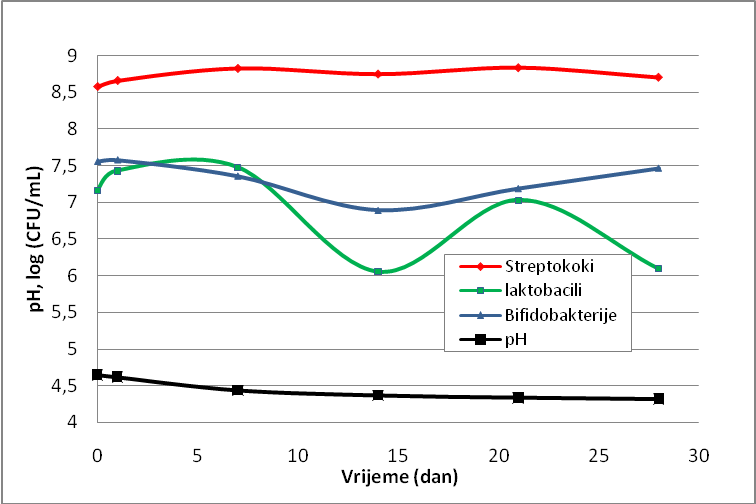 9
8,5
8
7,5
7
6,5
6
5,5
5
4,5
4
pH, log (CFU/mL)
0 5 10 15 20 25 30
Vrijeme (dan)
Streptokoki
laktobacili
Bifidobakterije
pH